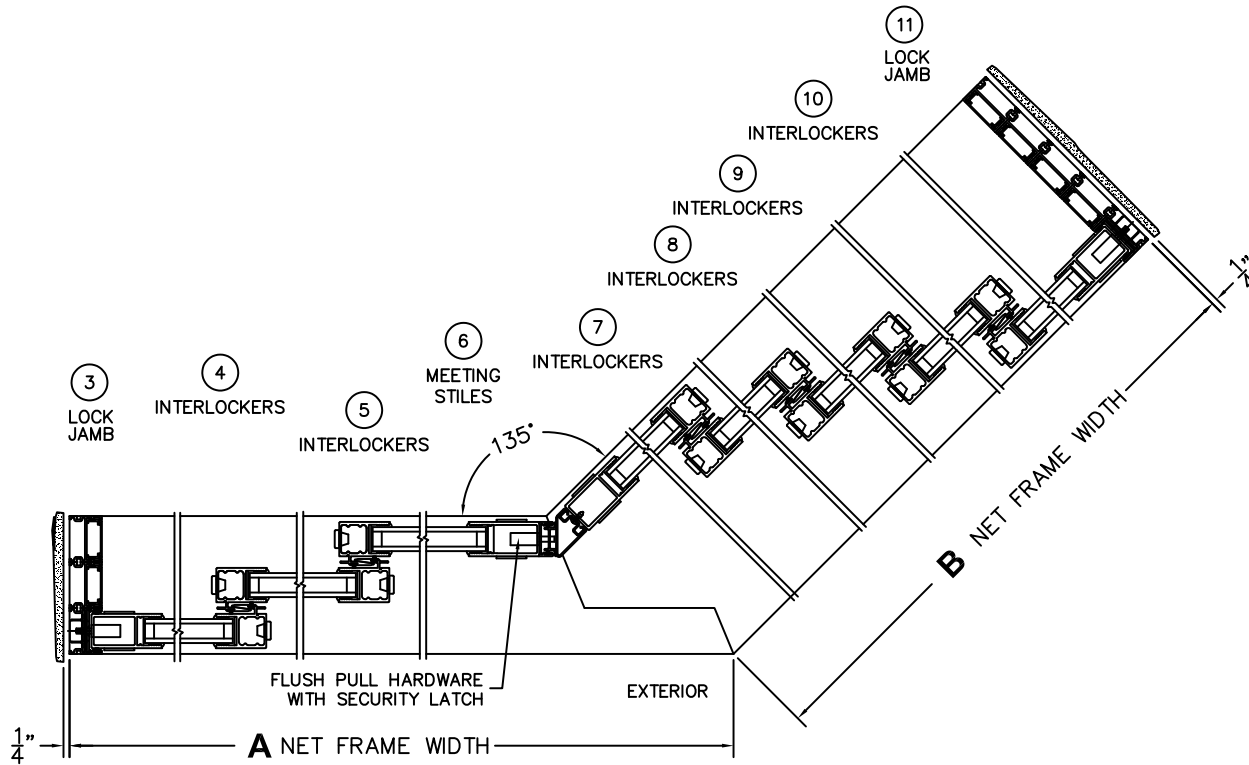 11
LOCK
JAMB
10
INTERLOCKERS
9
INTERLOCKERS
8
INTERLOCKERS
7
INTERLOCKERS
6
MEETING
STILES
5
INTERLOCKERS
4
INTERLOCKERS
3
LOCK
JAMB
135°
1/4"
B NET FRAME WIDTH
FLUSH PULL HARDWARE
WITH SECURITY LATCH
EXTERIOR
1/4"
A NET FRAME WIDTH